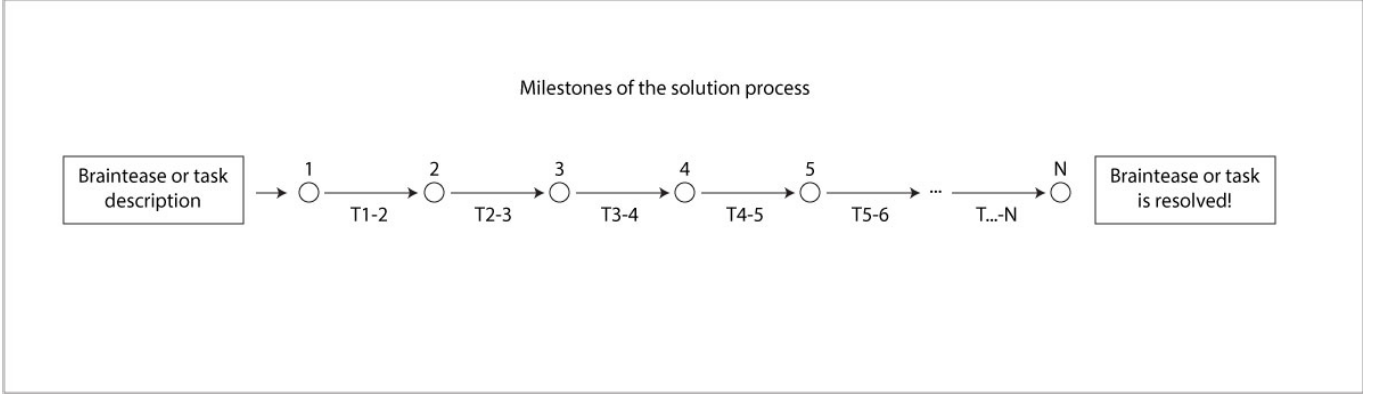 Milestones of the solution process
Braintease or task
description
1
2
3
4
5
N
T1-2
T2-3
T3-4
T4-5
T5-6
...
T...-N
Braintease or task
is resolved!